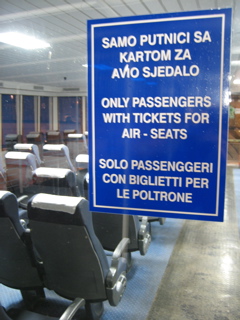 SAMO PUTNICI SA
KARTOM ZA
AVIO SJEDALO
ONLY PASSENGERS
WITH TICKETS FOR
AIR - SEATS
SOLO PASSENGGERI
CON BIGLIETTI PER
LE POLTRONE